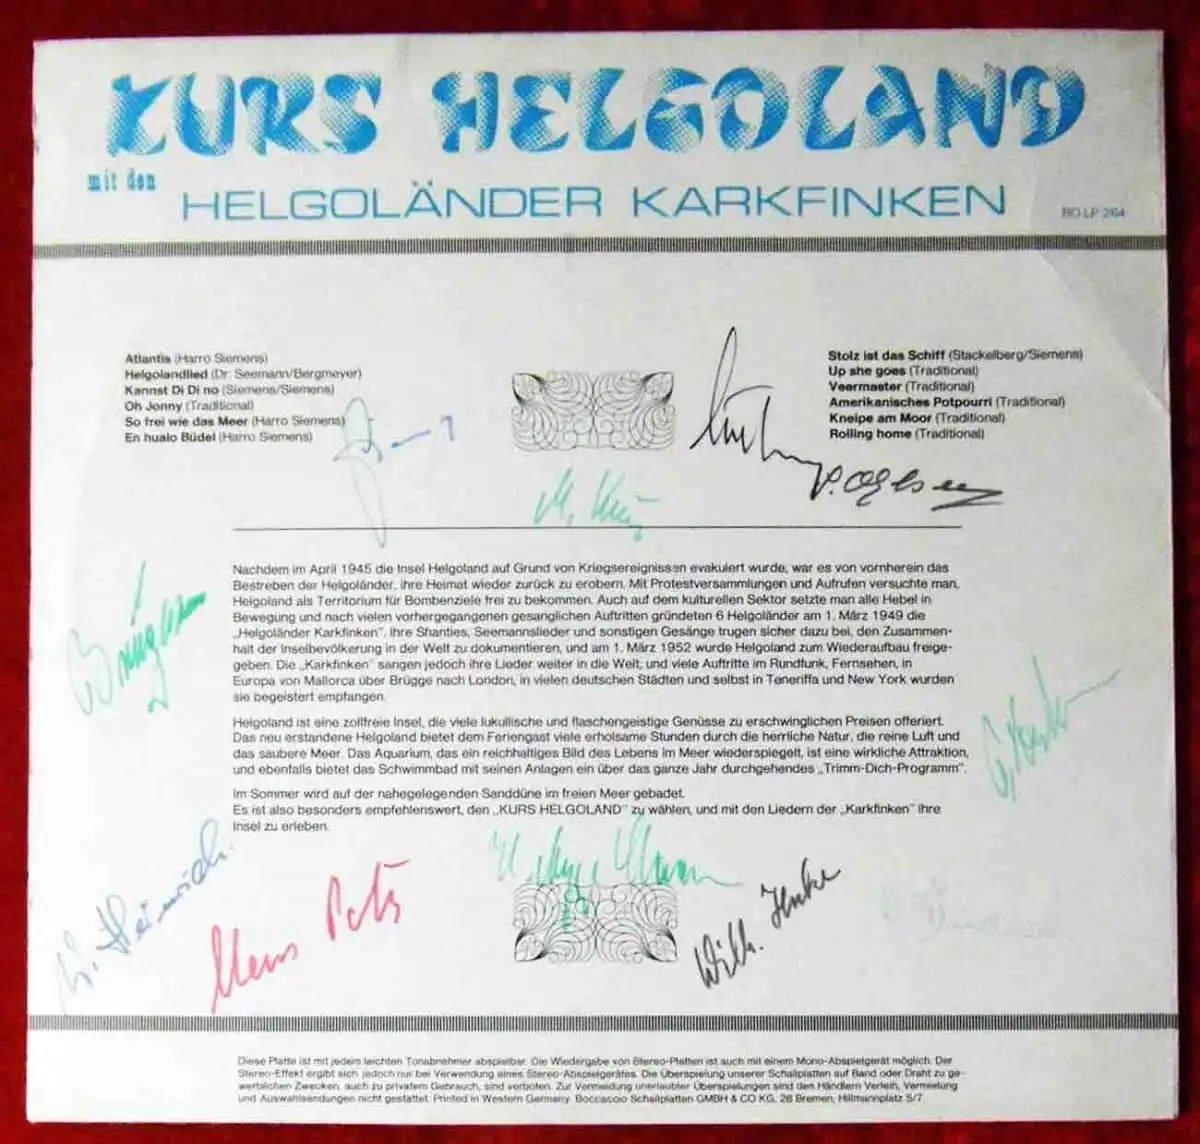 KURS HELGOLAND
mit den
HELGOLÄNDER KARKFINKEN
BO-LP 264
Atlantis (Harro Siemens)
Helgolandlied (Dr. Seemann/Bergmeyer)
Kannst Di Di no (Siemens/Siemens)
Oh Jonny (Traditional)
So frei wie das Meer (Harro Siemens)
En hualo Büdel (Harro Siemens)
Stolz ist das Schiff (Stackelberg/Siemens)
Up she goes (Traditional)
Veermaster (Traditional)
Amerikanisches Potpourri (Traditional)
Kneipe am Moor (Traditional)
Rolling home (Traditional)
Nachdem im April 1945 die Insel Helgoland auf Grund von Kriegsereignissen evakuiert wurde, war es von vornherein das
Bestreben der Helgoländer, ihre Heimat wieder zurück zu erobern. Mit Protestversammlungen und Aufrufen versuchte man,
Helgoland als Territorium für Bombenziele frei zu bekommen. Auch auf dem kulturellen Sektor setzte man alle Hebel in
Bewegung und nach vielen vorhergegangenen gesanglichen Auftritten gründeten 6 Helgoländer am 1. März 1949 die
„Helgoländer Karkfinken". Ihre Shanties, Seemannslieder und sonstigen Gesänge trugen sicher dazu bei, den Zusammen-
halt der Inselbevölkerung in der Welt zu dokumentieren, und am 1. März 1952 wurde Helgoland zum Wiederaufbau freige-
geben. Die „Karkfinken" sangen jedoch ihre Lieder weiter in die Welt, und viele Auftritte im Rundfunk, Fernsehen, in
Europa von Mallorca über Brügge nach London, in vielen deutschen Städten und selbst in Teneriffa und New York wurden
sie begeistert empfangen.
Helgoland ist eine zollfreie Insel, die viele lukullische und flaschengeistige Genüsse zu erschwinglichen Preisen offeriert.
Das neu erstandene Helgoland bietet dem Feriengast viele erholsame Stunden durch die herrliche Natur, die reine Luft und
das saubere Meer. Das Aquarium, das ein reichhaltiges Bild des Lebens im Meer wiederspiegelt, ist eine wirkliche Attraktion,
und ebenfalls bietet das Schwimmbad mit seinen Anlagen ein über das ganze Jahr durchgehendes „Trimm-Dich-Programm".
Im Sommer wird auf der nahegelegenden Sanddüne im freien Meer gebadet.
Es ist also besonders empfehlenswert, den „KURS HELGOLAND" zu wählen, und mit den Liedern der „Karkfinken" ihre
Insel zu erleben.
W. Heinrich
Mens Pets
Diese Platte ist mit jedem leichten Tonabnehmer abspielbar. Die Wiedergabe von Stereo-Platten ist auch mit einem Mono-Abspielgerät möglich. Der
Stereo-Effekt ergibt sich jedoch nur bei Verwendung eines Stereo-Abspielgerätes. Die Überspielung unserer Schallplatten auf Band oder Draht zu ge-
werblichen Zwecken, auch zu privatem Gebrauch, sind verboten. Zur Vermeidung unerlaubter Überspielungen sind den Händlern Verleih, Vermietung
und Auswahlsendungen nicht gestattet. Printed in Western Germany. Boccaccio Schallplatten GMBH & CO KG, 28 Bremen, Hillmannplatz 5/7